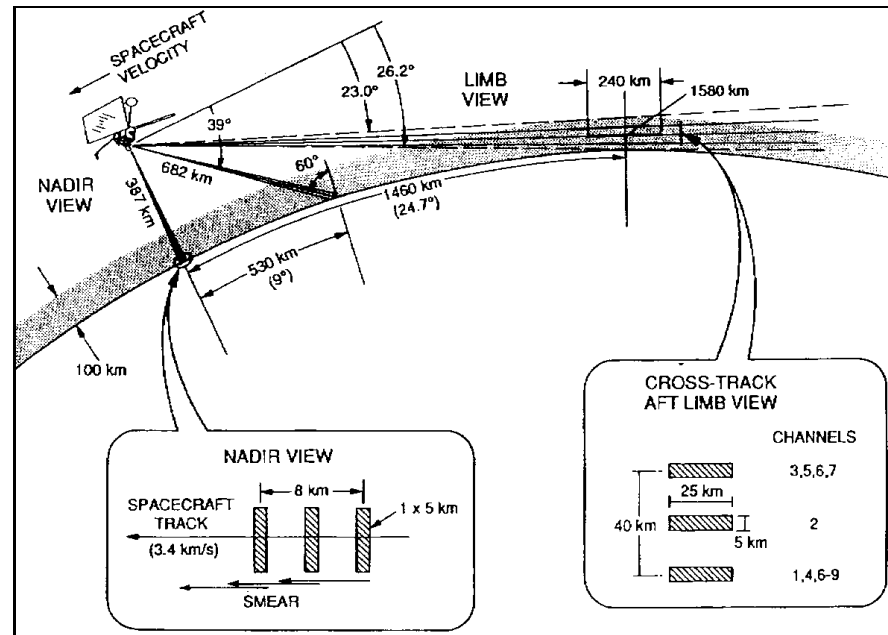 SPACECRAFT
VELOCITY
26.2°
23.0°
39°
LIMB
VIEW
240 km
1580 km
60°
682 km
NADIR
VIEW
387 km
1460 km
(24.7°)
530 km
(9°)
100 km
NADIR VIEW
8 km
SPACECRAFT
TRACK
(3.4 km/s)
1 x 5 km
SMEAR
CROSS-TRACK
AFT LIMB VIEW
CHANNELS
3,5,6,7
25 km
40 km
2
5 km
1,4,6-9